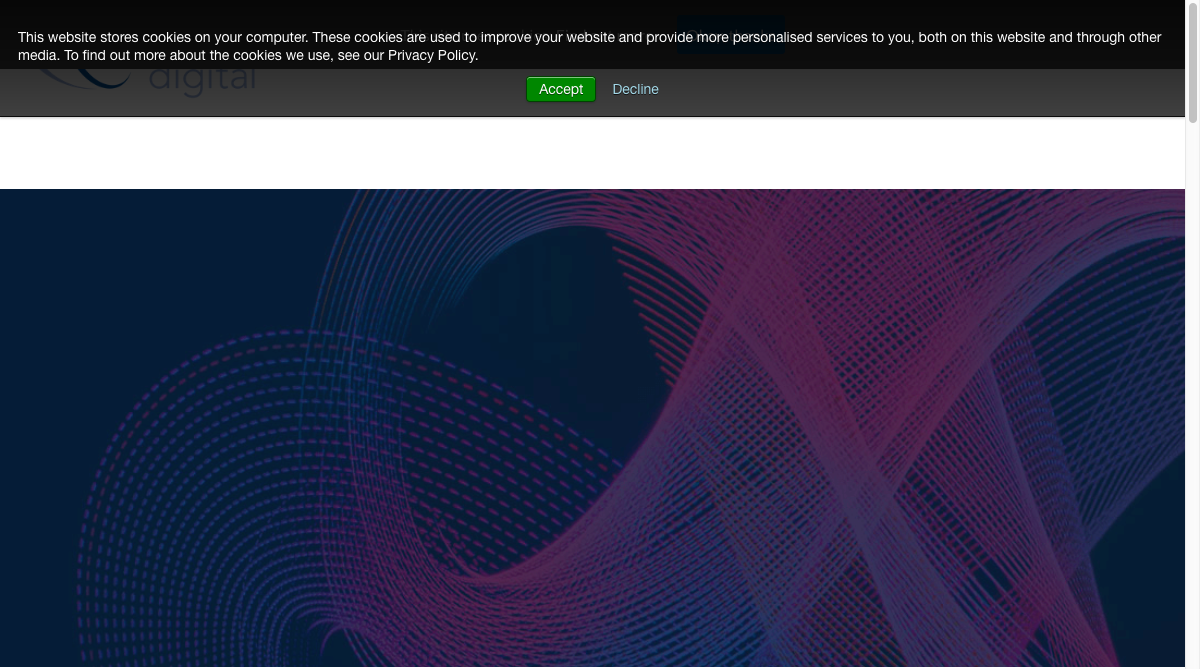 This website stores cookies on your computer. These cookies are used to improve your website and provide more personalised services to you, both on this website and through other
media. To find out more about the cookies we use, see our Privacy Policy.
digital
Accept
Decline